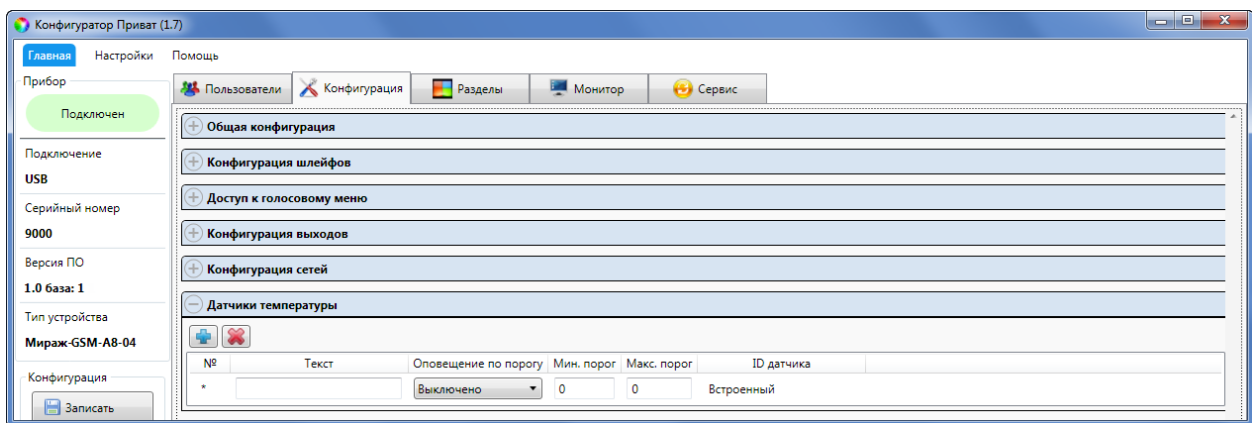 Конфигуратор Приват (1.7)
Главная Настройки Помощь
Прибор
Подключен
Подключение
USB
Серийный номер
9000
Версия ПО
1.0 база: 1
Тип устройства
Мираж-GSM-A8-04
Конфигурация
Записать
Пользователи Конфигурация Разделы Монитор Сервис
Общая конфигурация
Конфигурация шлейфов
Доступ к голосовому меню
Конфигурация выходов
Конфигурация сетей
Датчики температуры
№ Текст Оповещение по порогу Мин. порог Макс. порог ID датчика
* Выключено 0 0 Встроенный